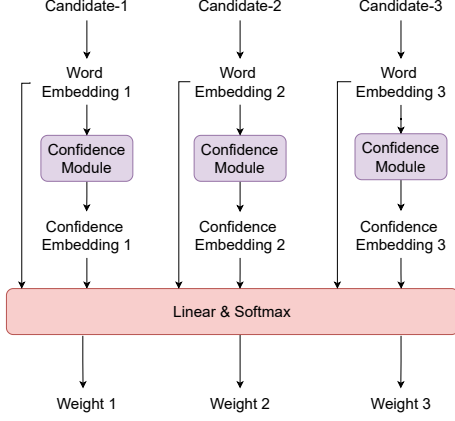 Candidate-1
Candidate-2
Candidate-3
Word
Embedding 1
Word
Embedding 2
Word
Embedding 3
Confidence
Module
Confidence
Module
Confidence
Module
Confidence
Embedding 1
Confidence
Embedding 2
Confidence
Embedding 3
Linear & Softmax
Weight 1
Weight 2
Weight 3